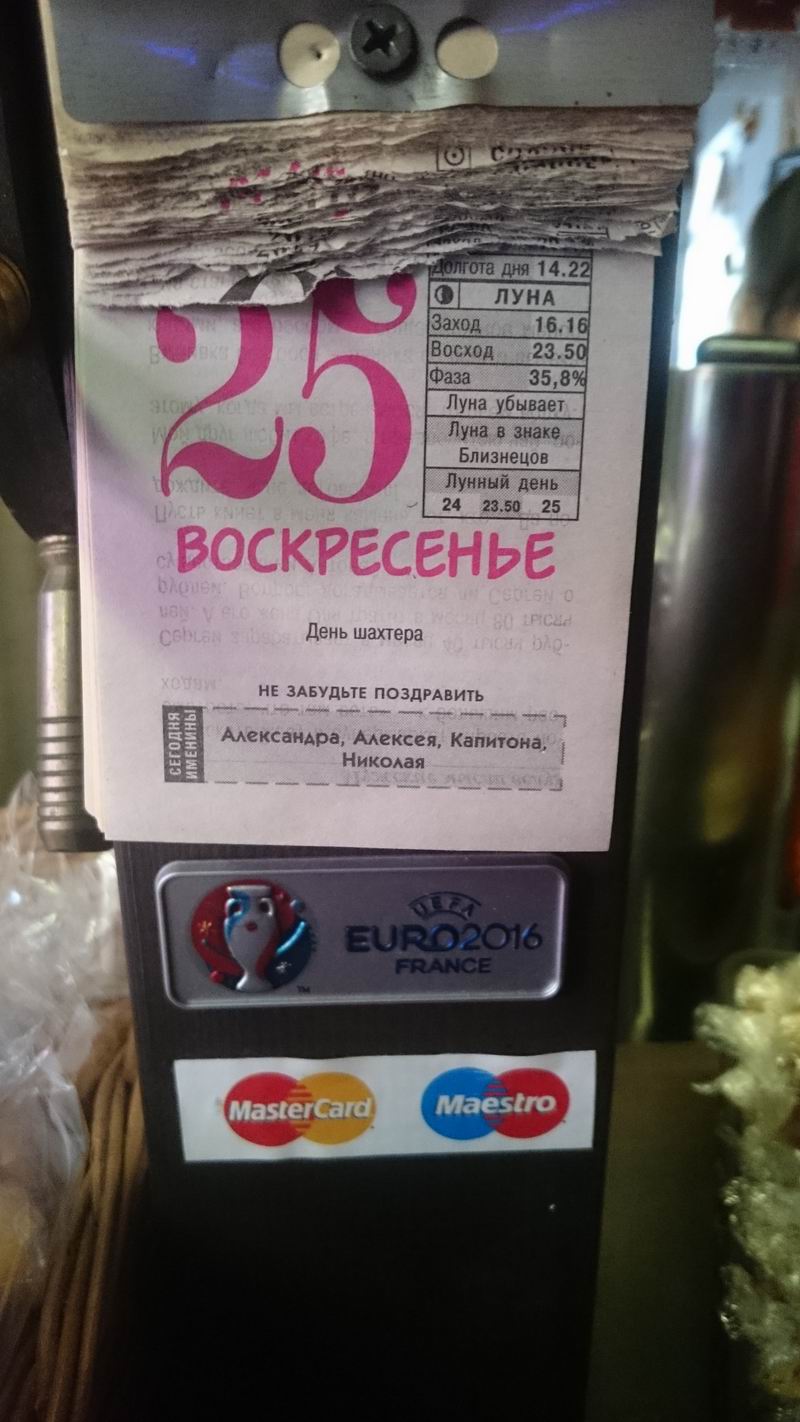 Долгота дня 14.22
25
ЛУНА
Заход 16.16
Восход 23.50
Фаза 35,8%
Луна убывает
Луна в знаке
Близнецов
Лунный день
24 23.50 25
ВОСКРЕСЕНЬЕ
День шахтера
НЕ ЗАБУДЬТЕ ПОЗДРАВИТЬ
СЕГОДНЯ
ИМЕНИНЫ
Александра, Алексея, Капитона,
Николая
UEFA
EURO2016
FRANCE
TM
MasterCard
Maestro